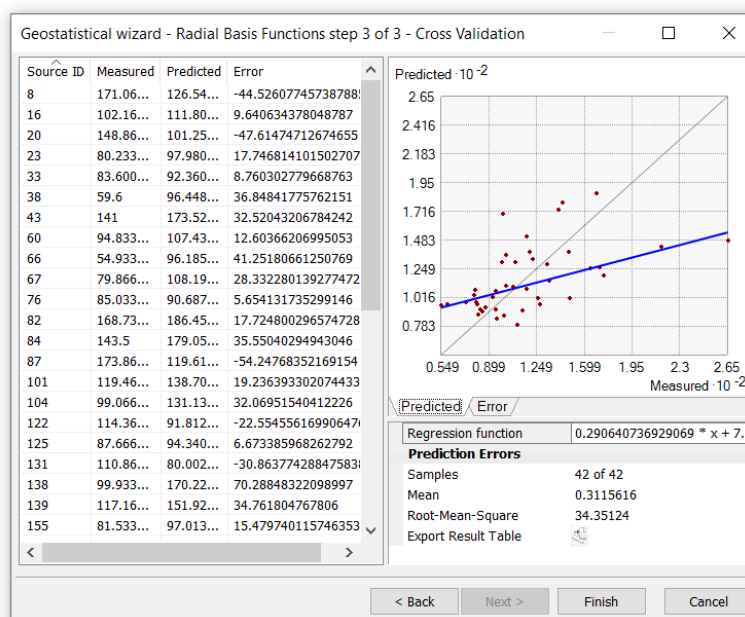 Geostatistical wizard - Radial Basis Functions step 3 of 3 - Cross Validation
Source ID Measured Predicted Error
8 171.06... 126.54... -44.526077457387885
16 102.16... 111.80... 9.640634378048787
20 148.86... 101.25... -47.61474712674655
23 80.233... 97.980... 17.746814101502707
33 83.600... 92.360... 8.760302779668763
38 59.6 96.448... 36.84841775762151
43 141 173.52... 32.52043206784242
60 94.833... 107.43... 12.60366206995053
66 54.933... 96.185... 41.25180661250769
67 79.866... 108.19... 28.332280139277472
76 85.033... 90.687... 5.654131735299146
82 168.73... 186.45... 17.724800296574728
84 143.5 179.05... 35.55040294943046
87 173.86... 119.61... -54.24768352169154
101 119.46... 138.70... 19.236393302074433
104 99.066... 131.13... 32.06951540412226
122 114.36... 91.812... -22.554556169906476
125 87.666... 94.340... 6.673385968262792
131 110.86... 80.002... -30.863774288475838
138 99.933... 170.22... 70.28848322098997
139 117.16... 151.92... 34.761804767806
155 81.533... 97.013... 15.479740115746353
Predicted ·10⁻²
2.65
2.416
2.183
1.95
1.716
1.483
1.249
1.016
0.783
0.549 0.899 1.249 1.599 1.95 2.3 2.65
Measured ·10⁻²
Predicted Error
Regression function 0.290640736929069 * x + 7.
Prediction Errors
Samples 42 of 42
Mean 0.3115616
Root-Mean-Square 34.35124
Export Result Table
< Back Next > Finish Cancel